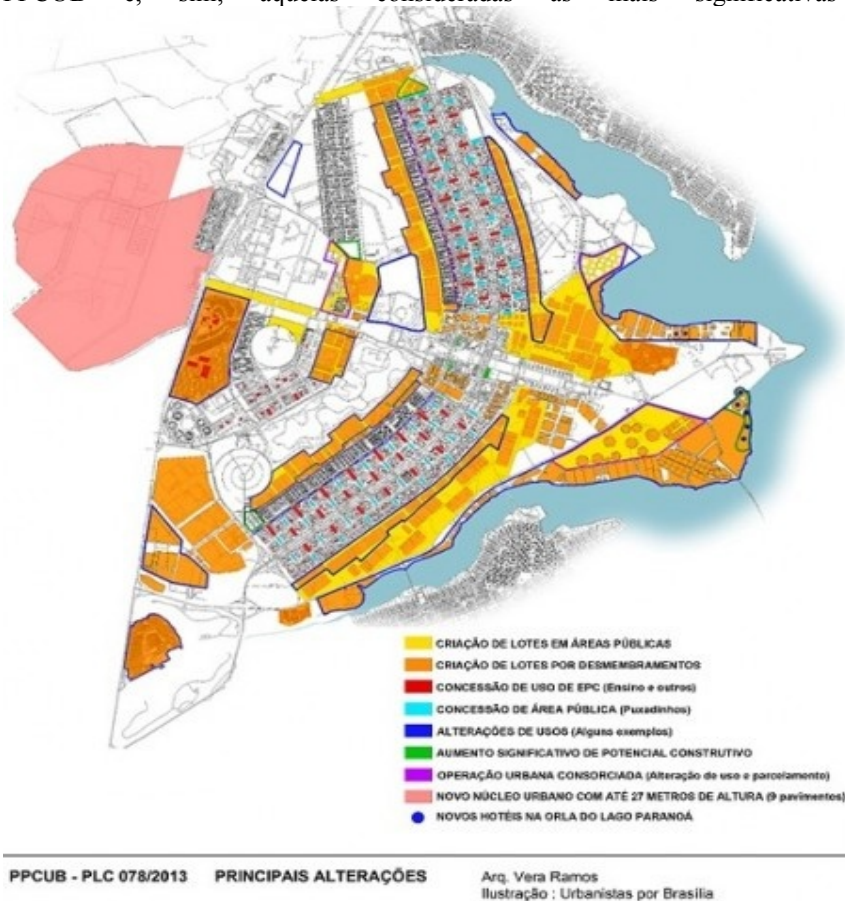 PPCUB e, sim, aquelas consideradas as mais significativas
CRIAÇÃO DE LOTES EM ÁREAS PÚBLICAS
CRIAÇÃO DE LOTES POR DESMEMBRAMENTOS
CONCESSÃO DE USO DE EPC (Ensino e outros)
CONCESSÃO DE ÁREA PÚBLICA (Puxadinhos)
ALTERAÇÕES DE USOS (Alguns exemplos)
AUMENTO SIGNIFICATIVO DE POTENCIAL CONSTRUTIVO
OPERAÇÃO URBANA CONSORCIADA (Alteração de uso e parcelamento)
NOVO NÚCLEO URBANO COM ATÉ 27 METROS DE ALTURA (9 pavimentos)
NOVOS HOTÉIS NA ORLA DO LAGO PARANOÁ
PPCUB - PLC 078/2013 PRINCIPAIS ALTERAÇÕES Arq. Vera Ramos
Ilustração : Urbanistas por Brasília